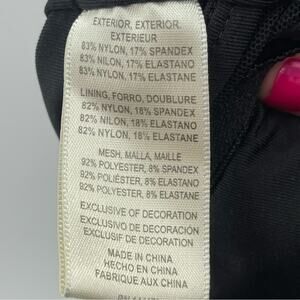 EXTERIOR, EXTERIOR,
EXTERIEUR
83% NYLON, 17% SPANDEX
83% NILON, 17% ELASTANO
83% NYLON, 17% ELASTANE
LINING, FORRO, DOUBLURE
82% NYLON, 18% SPANDEX
82% NILON, 18% ELASTANO
82% NYLON, 18% ELASTANE
MESH, MALLA, MAILLE
92% POLYESTER, 8% SPANDEX
92% POLIÉSTER, 8% ELASTANO
92% POLYESTER, 8% ELASTANE
EXCLUSIVE OF DECORATION
EXCLUSIVO DE DECORACIÓN
EXCLUSIF DE DECORATION
MADE IN CHINA
HECHO EN CHINA
FABRIQUE AUX CHINA